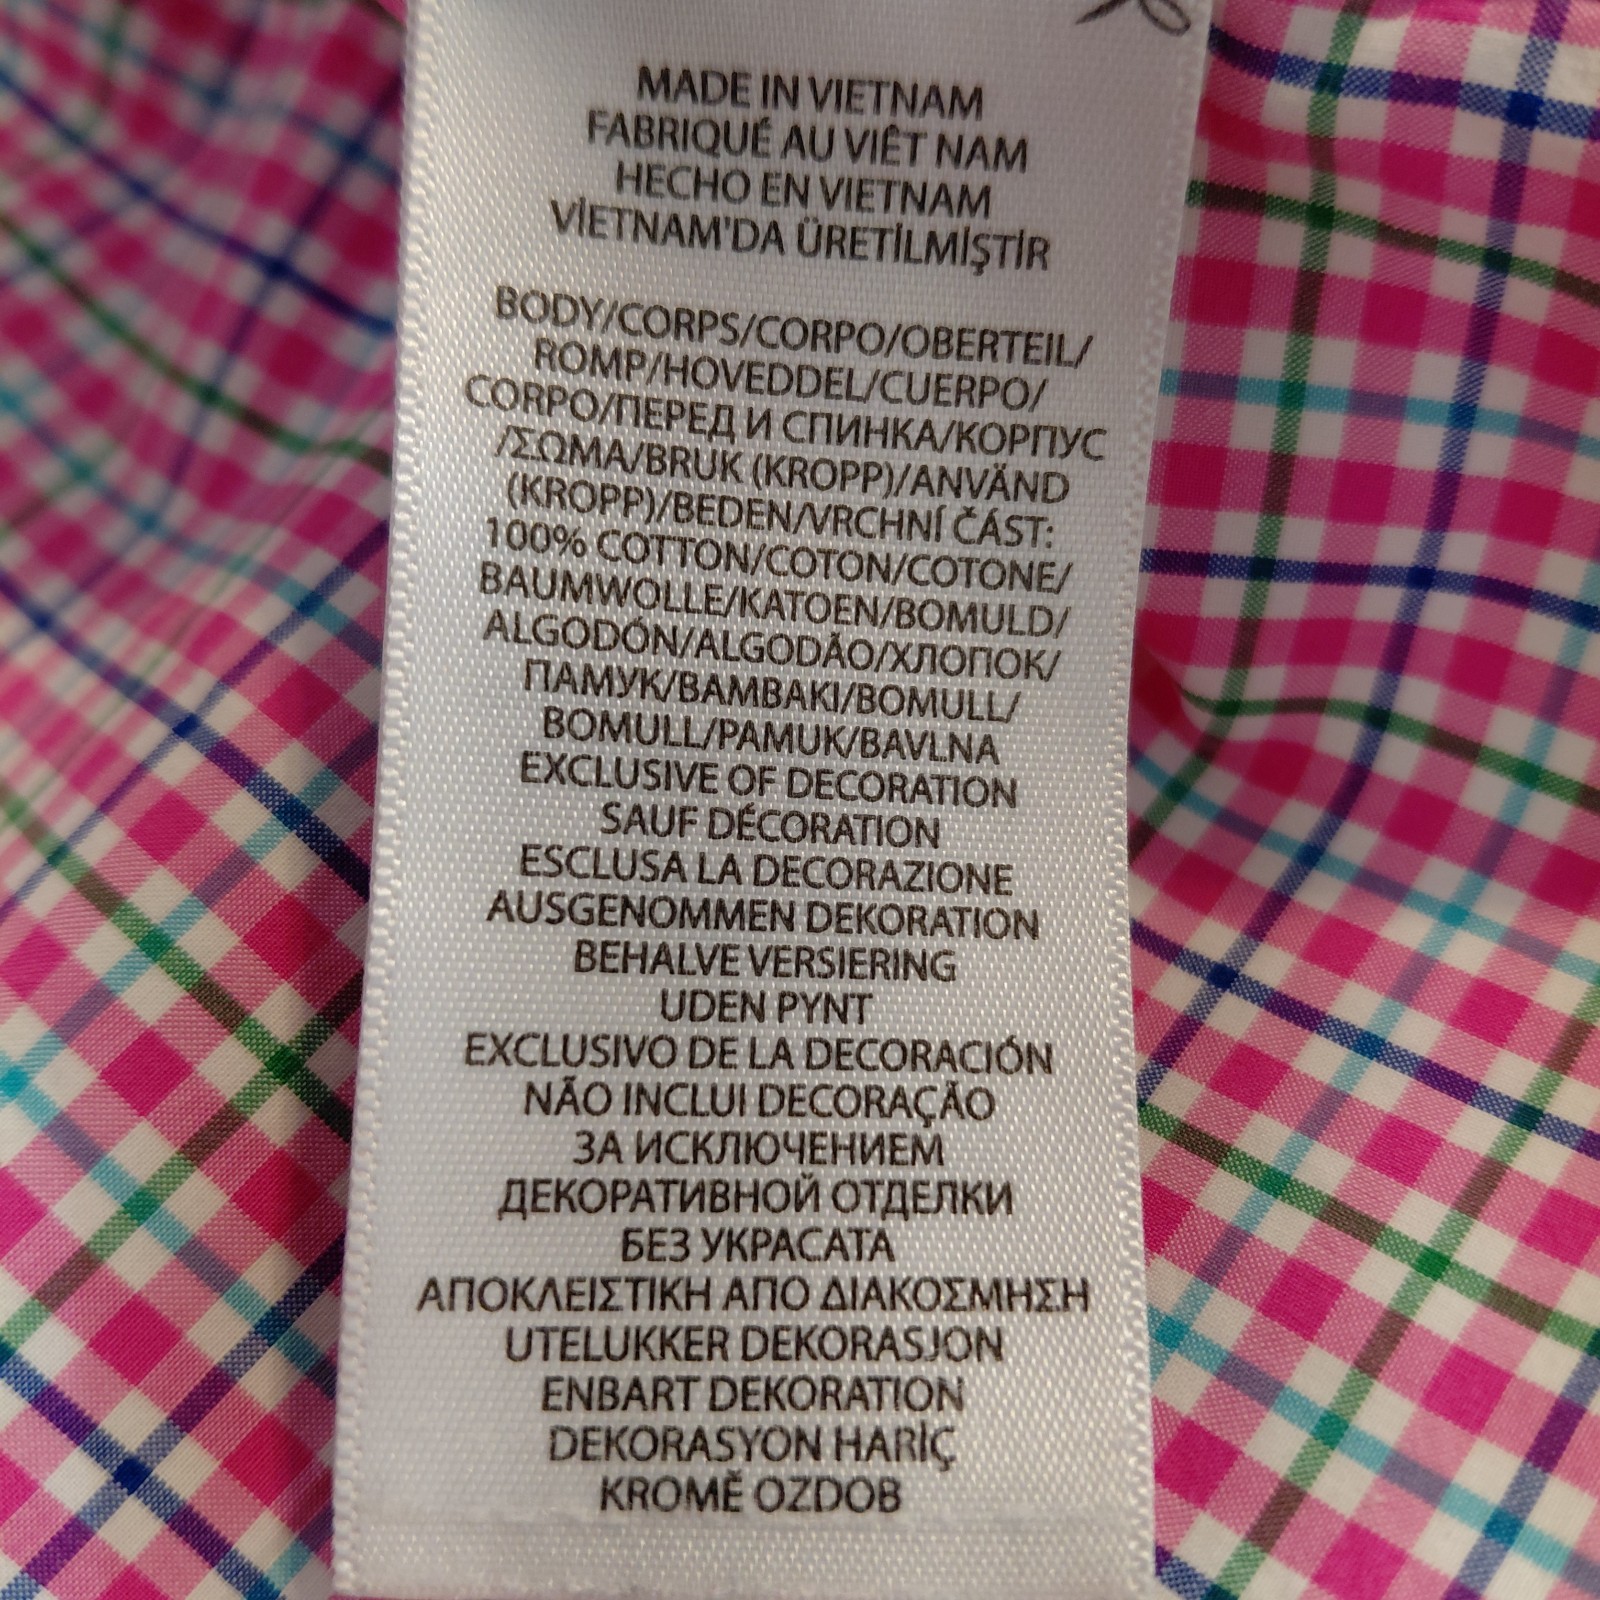 MADE IN VIETNAM
FABRIQUÉ AU VIÊT NAM
HECHO EN VIETNAM
VİETNAM'DA ÜRETİLMİŞTİR
BODY/CORPS/CORPO/OBERTEIL/
ROMP/HOVEDDEL/CUERPO/
CORPO/ПЕРЕД И СПИНКА/КОРПУС
/ΣΩΜΑ/BRUK (KROPP)/ANVÄND
(KROPP)/BEDEN/VRCHNÍ ČÁST:
100% COTTON/COTON/COTONE/
BAUMWOLLE/KATOEN/BOMULD/
ALGODÓN/ALGODÃO/ХЛОПОК/
ПАМУК/ΒΑΜΒΑΚΙ/BOMULL/
BOMULL/PAMUK/BAVLNA
EXCLUSIVE OF DECORATION
SAUF DÉCORATION
ESCLUSA LA DECORAZIONE
AUSGENOMMEN DEKORATION
BEHALVE VERSIERING
UDEN PYNT
EXCLUSIVO DE LA DECORACIÓN
NÃO INCLUI DECORAÇÃO
ЗА ИСКЛЮЧЕНИЕМ
ДЕКОРАТИВНОЙ ОТДЕЛКИ
БЕЗ УКРАСАТА
ΑΠΟΚΛΕΙΣΤΙΚΗ ΑΠΟ ΔΙΑΚΟΣΜΗΣΗ
UTELUKKER DEKORASJON
ENBART DEKORATION
DEKORASYON HARİÇ
KROMĚ OZDOB